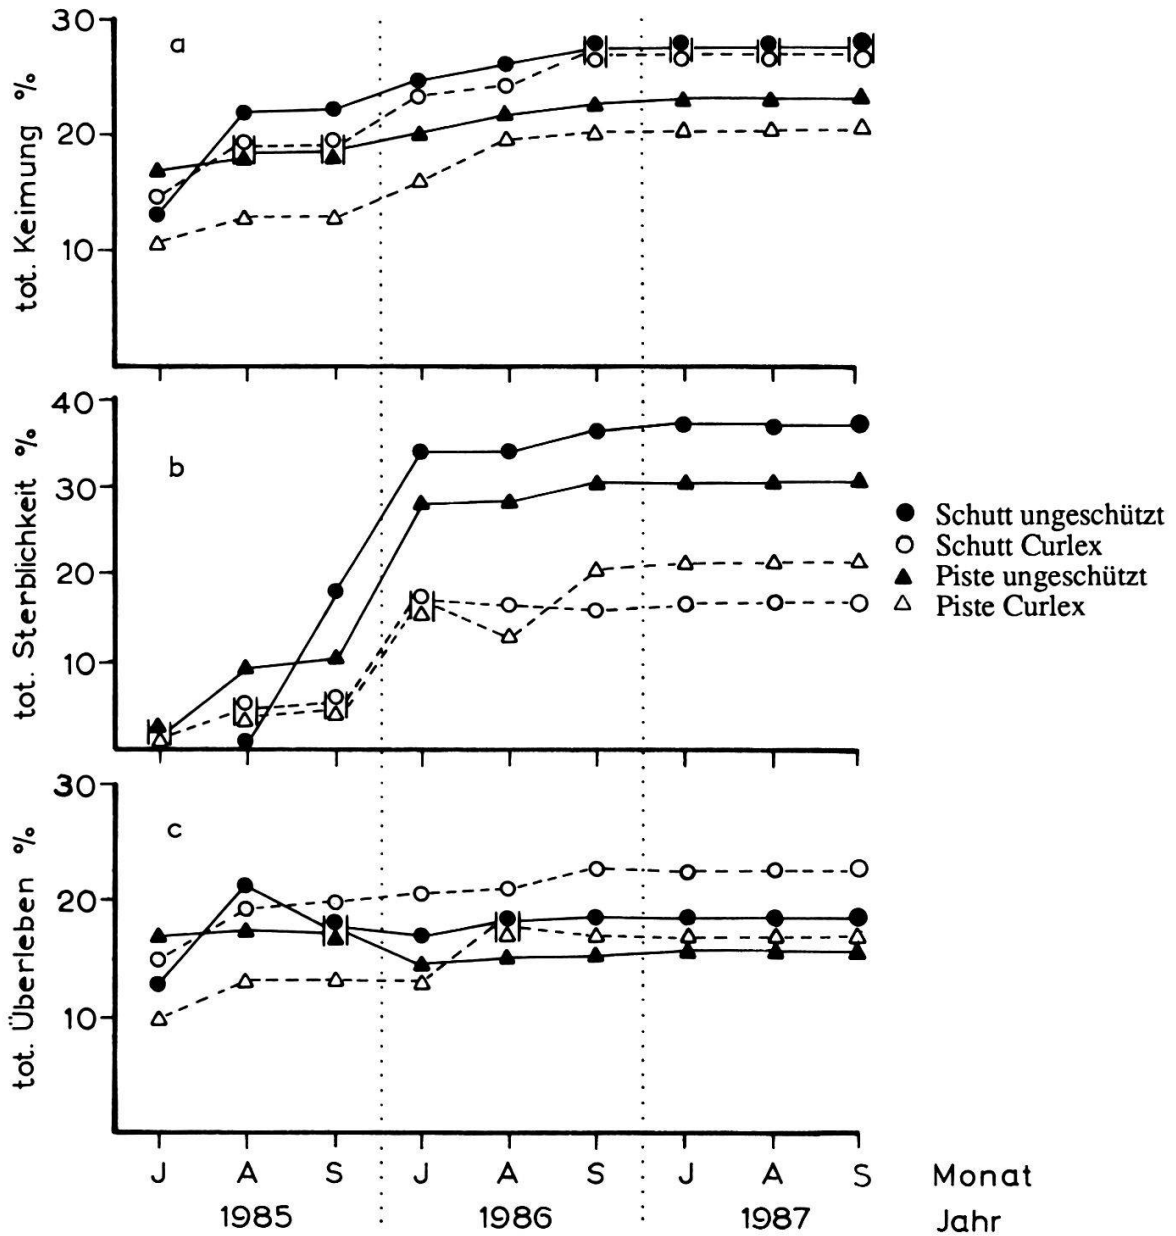 30
20
10
tot. Keimung %
a
40
30
20
10
tot. Sterblichkeit %
b
Schutt ungeschützt
Schutt Curlex
Piste ungeschützt
Piste Curlex
30
20
10
tot. Überleben %
c
J A S J A S J A S Monat
1985 1986 1987 Jahr